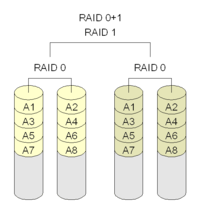 RAID 0+1
RAID 1
RAID 0 RAID 0
A1 A2 A1 A2
A3 A4 A3 A4
A5 A6 A5 A6
A7 A8 A7 A8